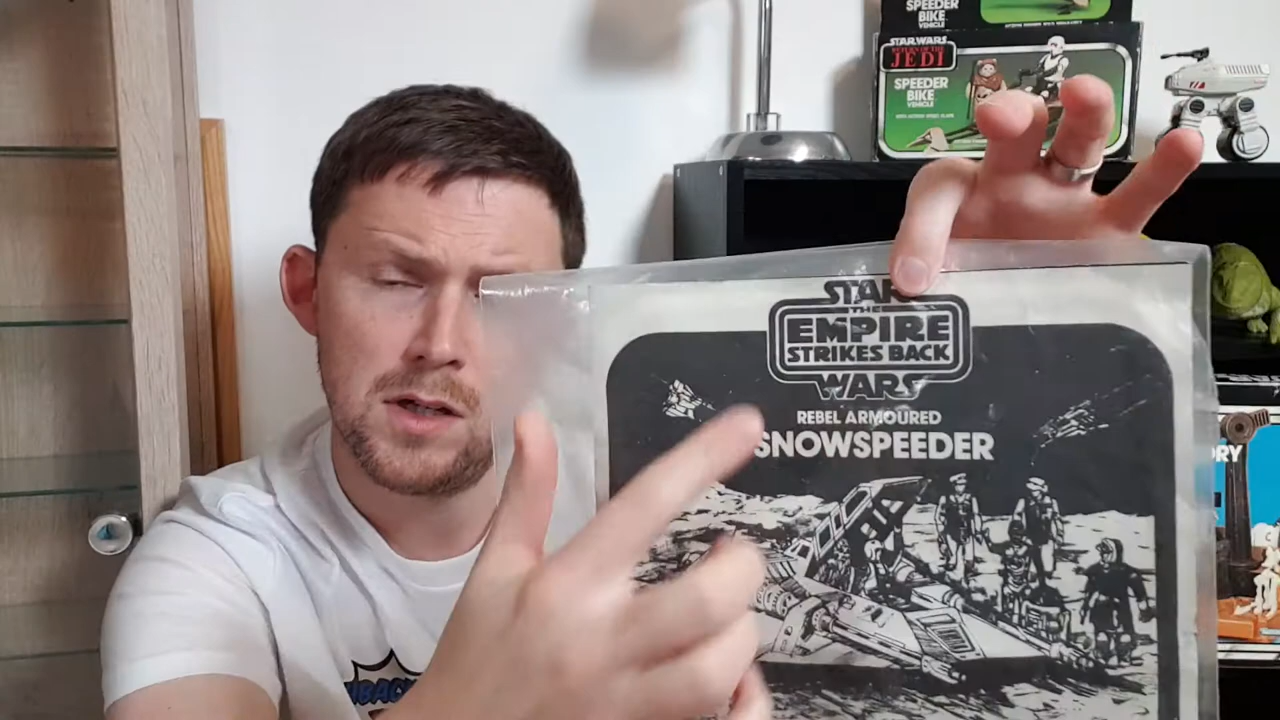 SPEEDER
BIKE
VEHICLE
STAR WARS
RETURN OF THE
JEDI
SPEEDER
BIKE
VEHICLE
STAR
THE
EMPIRE
STRIKES BACK
WARS
REBEL ARMOURED
SNOWSPEEDER